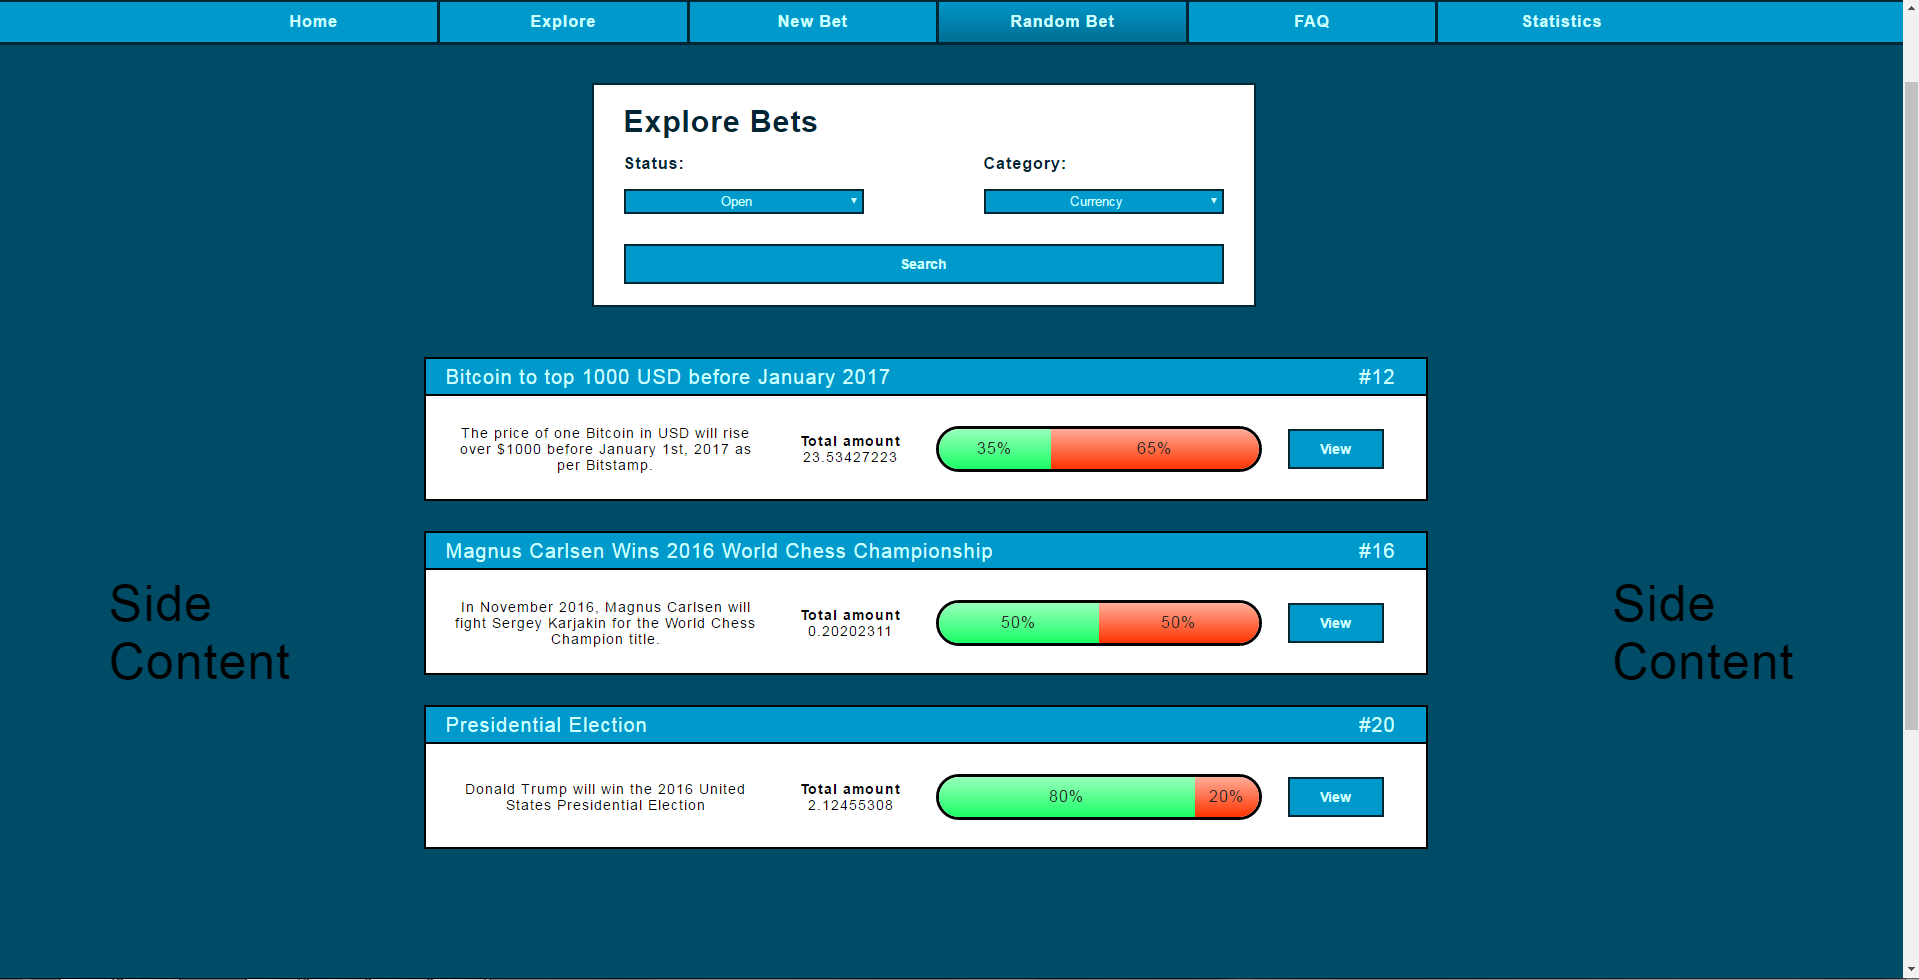 Home Explore New Bet Random Bet FAQ Statistics
Explore Bets
Status: Category:
Open Currency
Search
Bitcoin to top 1000 USD before January 2017 #12
The price of one Bitcoin in USD will rise
over $1000 before January 1st, 2017 as
per Bitstamp.
Total amount
23.53427223
35% 65%
View
Magnus Carlsen Wins 2016 World Chess Championship #16
In November 2016, Magnus Carlsen will
fight Sergey Karjakin for the World Chess
Champion title.
Total amount
0.20202311
50% 50%
View
Side
Content
Side
Content
Presidential Election #20
Donald Trump will win the 2016 United
States Presidential Election
Total amount
2.12455308
80% 20%
View